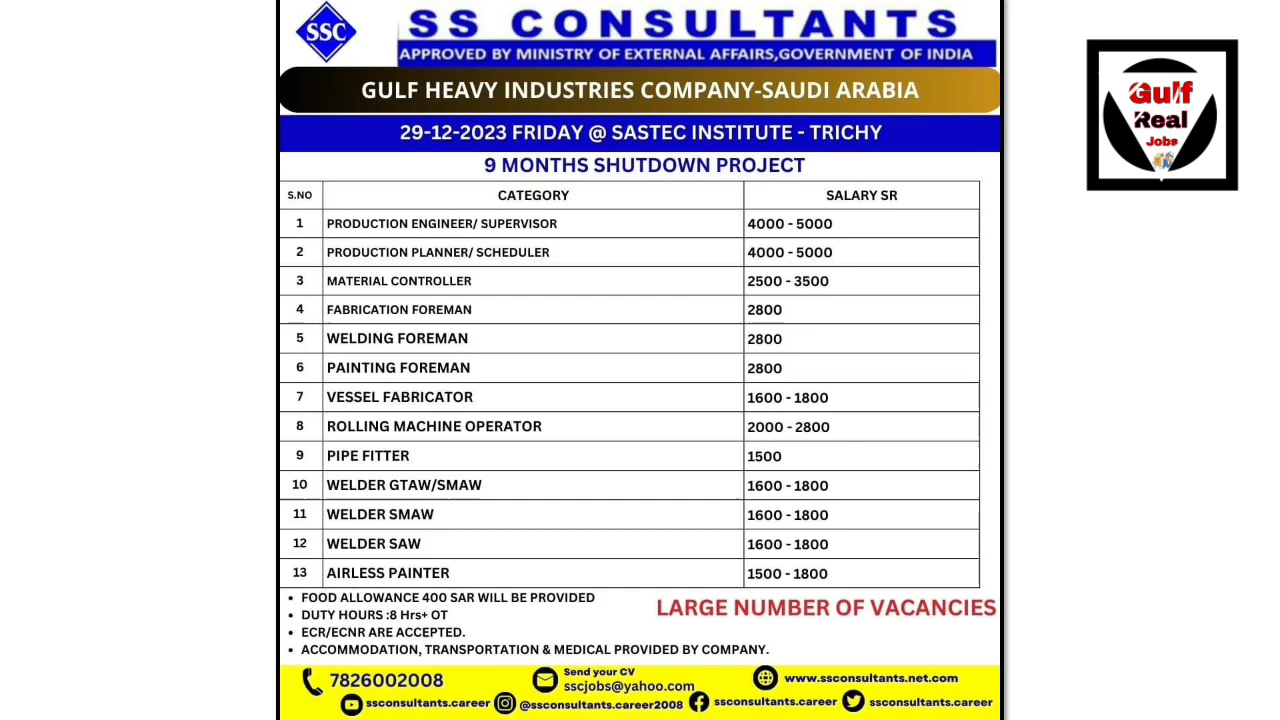 SSC
SS CONSULTANTS
APPROVED BY MINISTRY OF EXTERNAL AFFAIRS,GOVERNMENT OF INDIA
GULF HEAVY INDUSTRIES COMPANY-SAUDI ARABIA
29-12-2023 FRIDAY @ SASTEC INSTITUTE - TRICHY
9 MONTHS SHUTDOWN PROJECT
S.NO CATEGORY SALARY SR
1 PRODUCTION ENGINEER/ SUPERVISOR 4000 - 5000
2 PRODUCTION PLANNER/ SCHEDULER 4000 - 5000
3 MATERIAL CONTROLLER 2500 - 3500
4 FABRICATION FOREMAN 2800
5 WELDING FOREMAN 2800
6 PAINTING FOREMAN 2800
7 VESSEL FABRICATOR 1600 - 1800
8 ROLLING MACHINE OPERATOR 2000 - 2800
9 PIPE FITTER 1500
10 WELDER GTAW/SMAW 1600 - 1800
11 WELDER SMAW 1600 - 1800
12 WELDER SAW 1600 - 1800
13 AIRLESS PAINTER 1500 - 1800
• FOOD ALLOWANCE 400 SAR WILL BE PROVIDED
• DUTY HOURS :8 Hrs+ OT
• ECR/ECNR ARE ACCEPTED.
• ACCOMMODATION, TRANSPORTATION & MEDICAL PROVIDED BY COMPANY.
LARGE NUMBER OF VACANCIES
7826002008
Send your CV
sscjobs@yahoo.com
www.ssconsultants.net.com
ssconsultants.career
@ssconsultants.career2008
ssconsultants.career
ssconsultants.career
Gulf
Real
Jobs